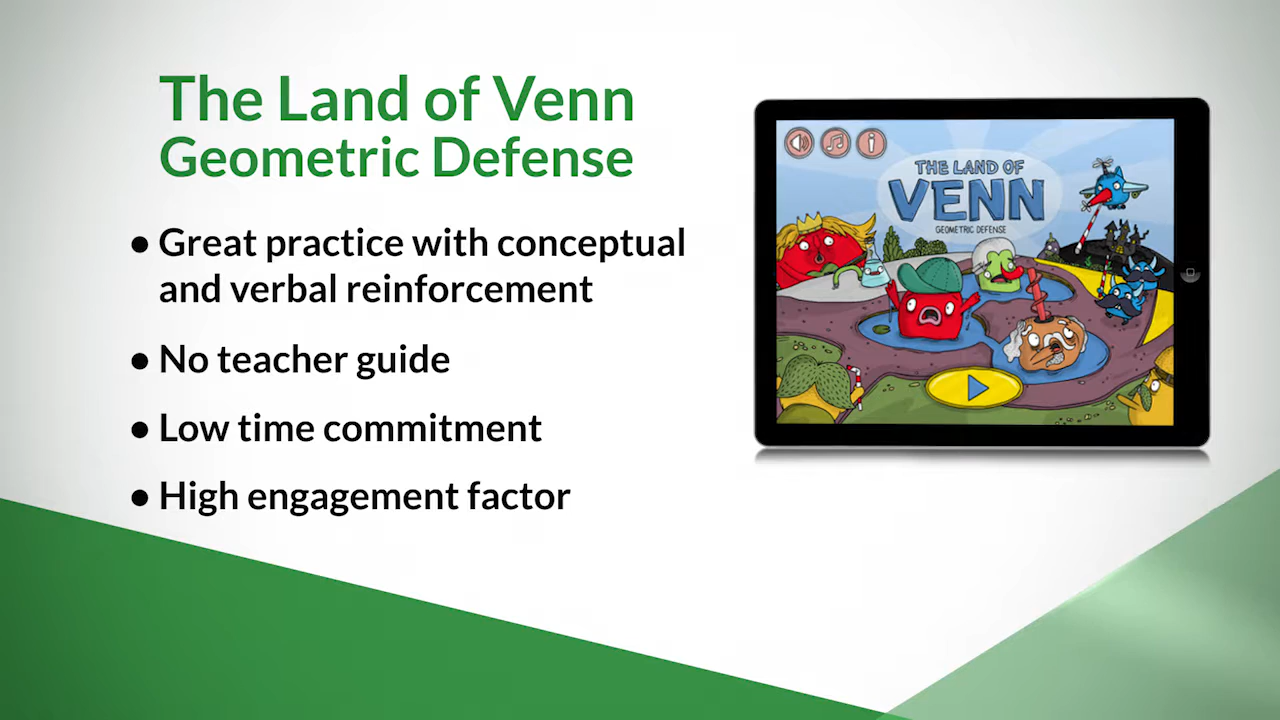 The Land of Venn
Geometric Defense
● Great practice with conceptual
and verbal reinforcement
● No teacher guide
● Low time commitment
● High engagement factor
THE LAND OF
VENN
GEOMETRIC DEFENSE